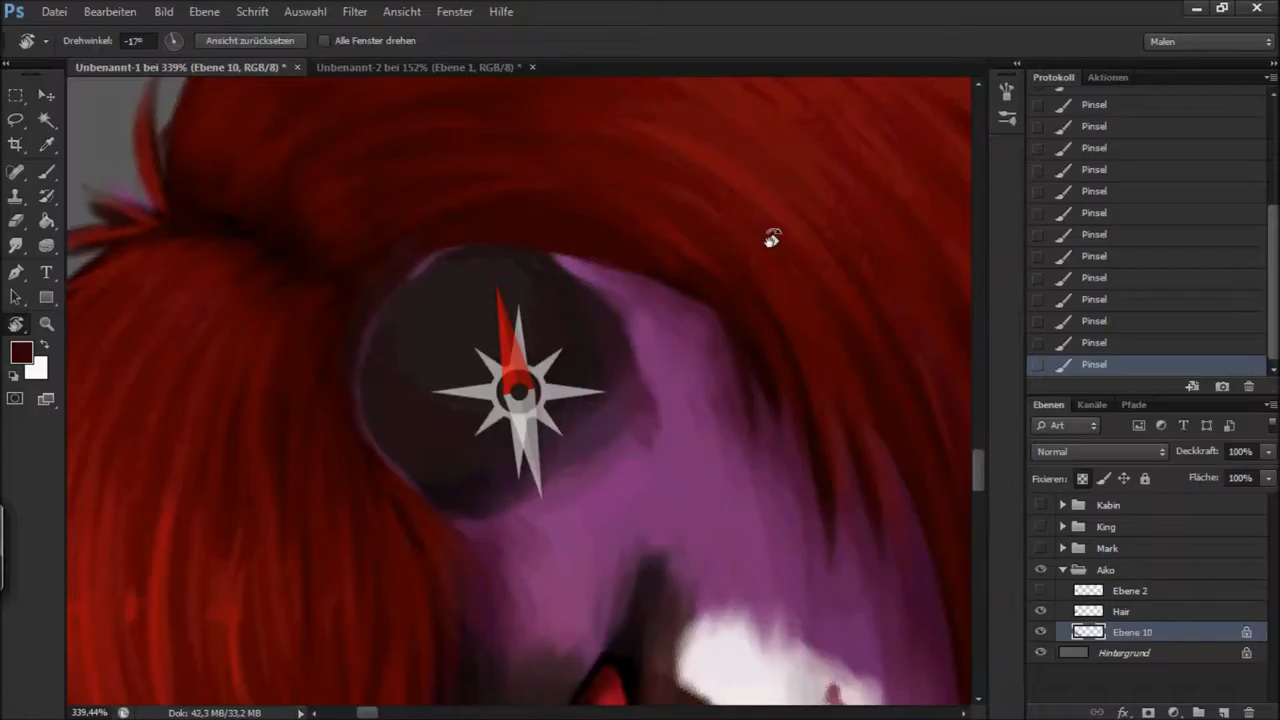 Ps Datei Bearbeiten Bild Ebene Schrift Auswahl Filter Ansicht Fenster Hilfe
Drehwinkel: -17° Ansicht zurücksetzen Alle Fenster drehen Malen
Unbenannt-1 bei 339% (Ebene 10, RGB/8) * × Unbenannt-2 bei 152% (Ebene 1, RGB/8) * ×
Protokoll Aktionen
Pinsel
Pinsel
Pinsel
Pinsel
Pinsel
Pinsel
Pinsel
Pinsel
Pinsel
Pinsel
Pinsel
Pinsel
Pinsel
Ebenen Kanäle Pfade
Art
Normal Deckkraft: 100%
Fixieren: Fläche: 100%
Kabin
King
Mark
Aiko
Ebene 2
Hair
Ebene 10
Hintergrund
339,44% Dok: 42,3 MB/33,2 MB